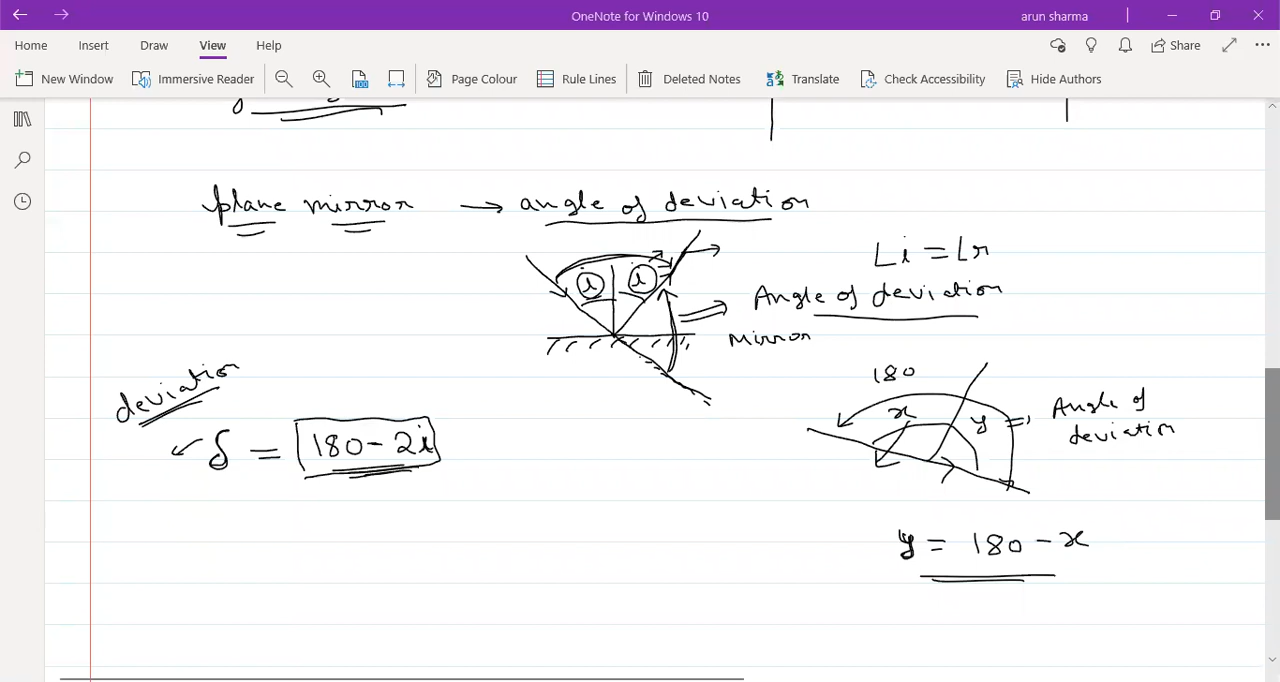 OneNote for Windows 10
arun sharma
Home Insert Draw View Help
Share
New Window Immersive Reader Page Colour Rule Lines Deleted Notes Translate Check Accessibility Hide Authors
plane mirror → angle of deviation
i i
∠i = ∠r
⇒ Angle of deviation
mirror
deviation
δ = 180 - 2i
180
x y ⇒ Angle of
deviation
y = 180 - x